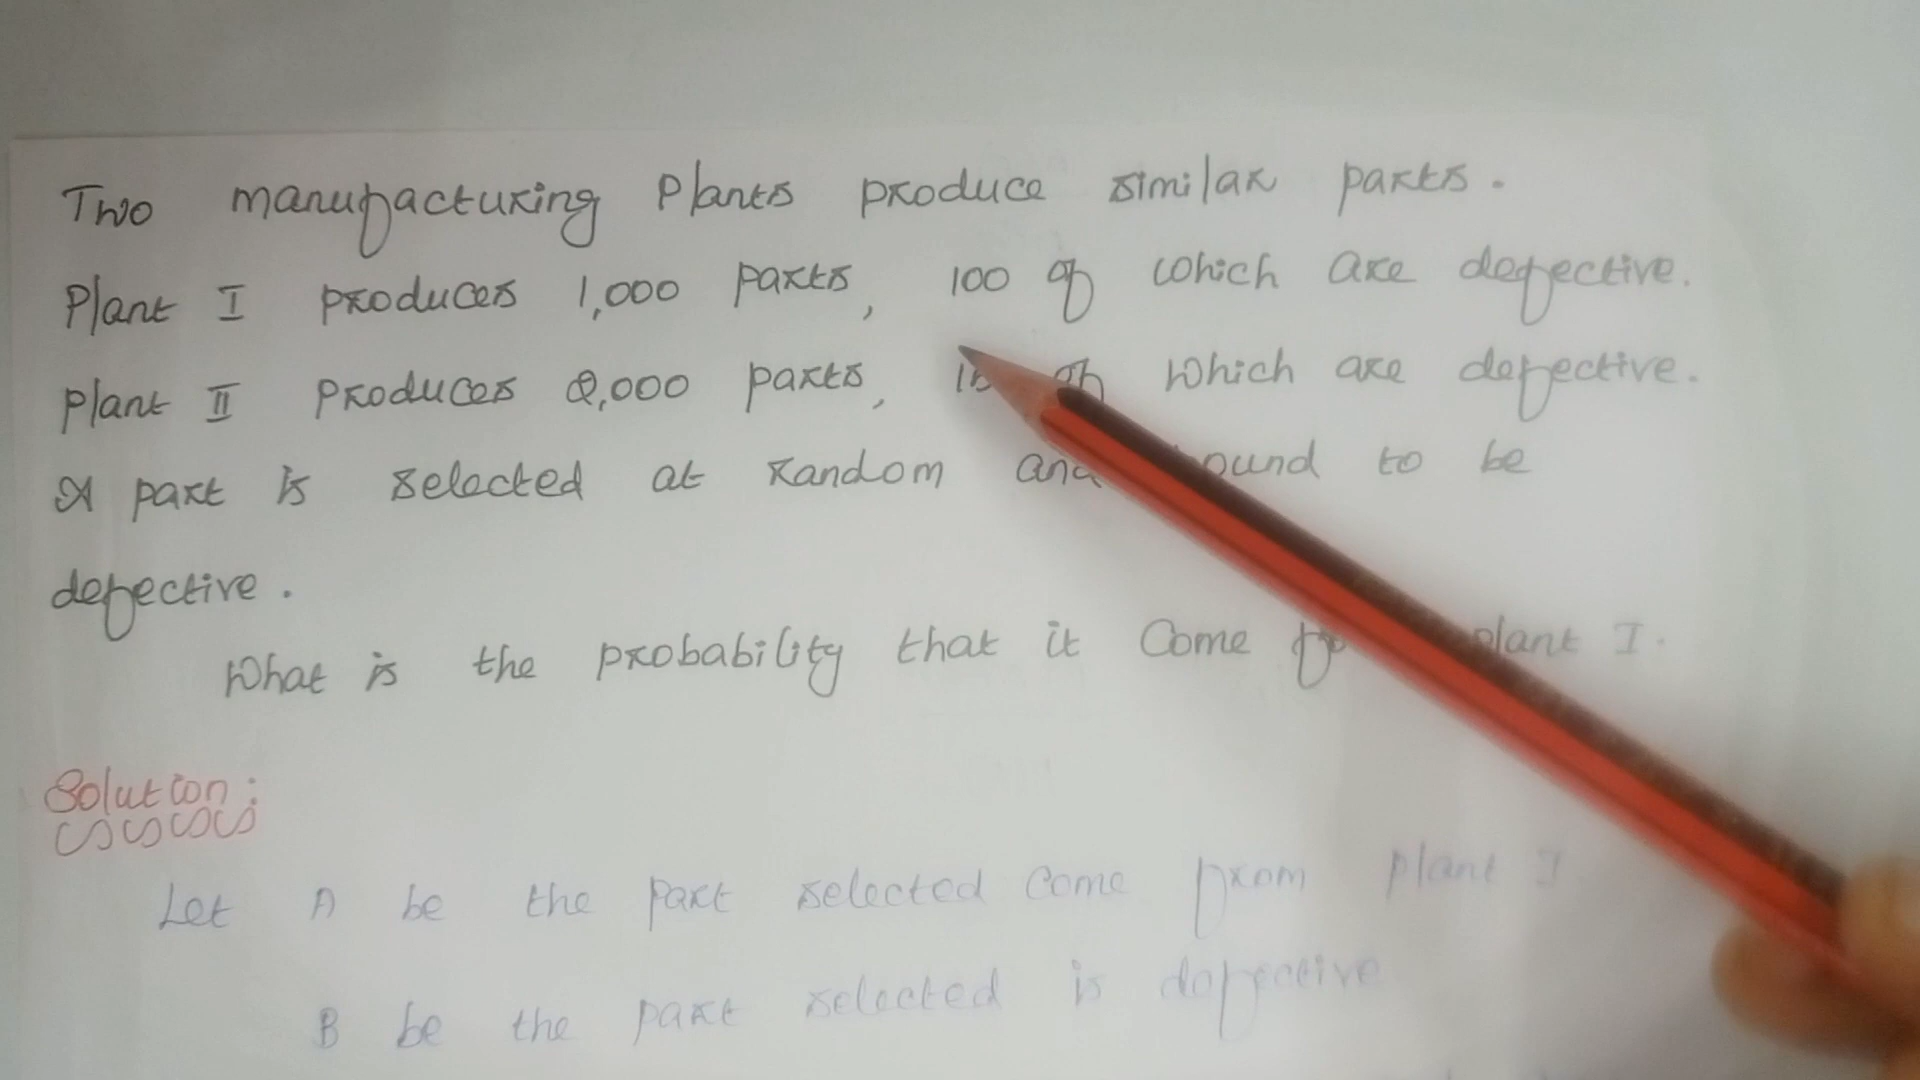 Two manufacturing Plants produce similar parts.
Plant I produces 1,000 parts, 100 of which are defective.
Plant II Produces 2,000 parts, of which are defective.
A part is selected at random and to be
defective.
What is the probability that it Come plant I.
Solution:
Let A be the part selected Come from plant I
B be the part selected is defective